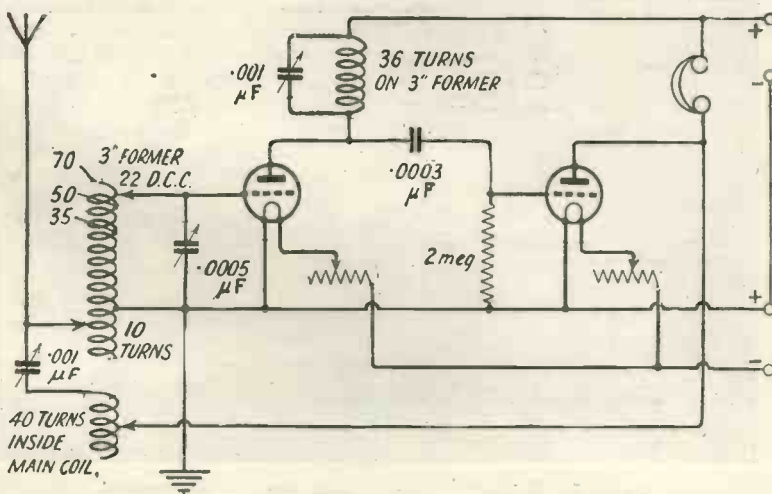 ·001
μF
36 TURNS
ON 3" FORMER
+
-
70
50
35
3" FORMER
22 D.C.C.
·0003
μF
·0005
μF
2 meg
10
TURNS
+
-
·001
μF
40 TURNS
INSIDE
MAIN COIL.